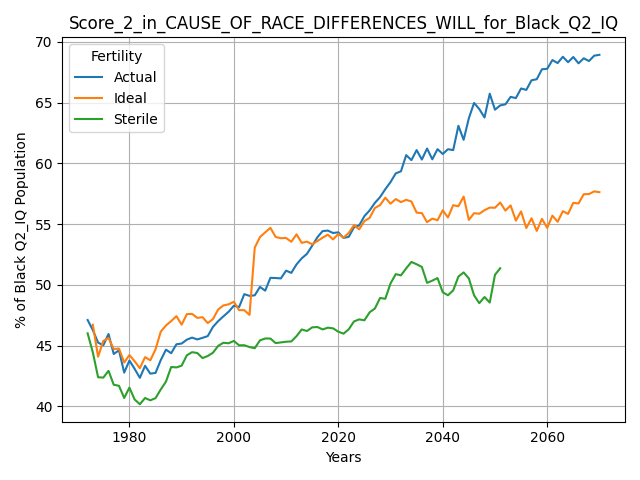 Score_2_in_CAUSE_OF_RACE_DIFFERENCES_WILL_for_Black_Q2_IQ
Fertility
Actual
Ideal
Sterile
% of Black Q2_IQ Population
70
65
60
55
50
45
40
1980
2000
2020
2040
2060
Years